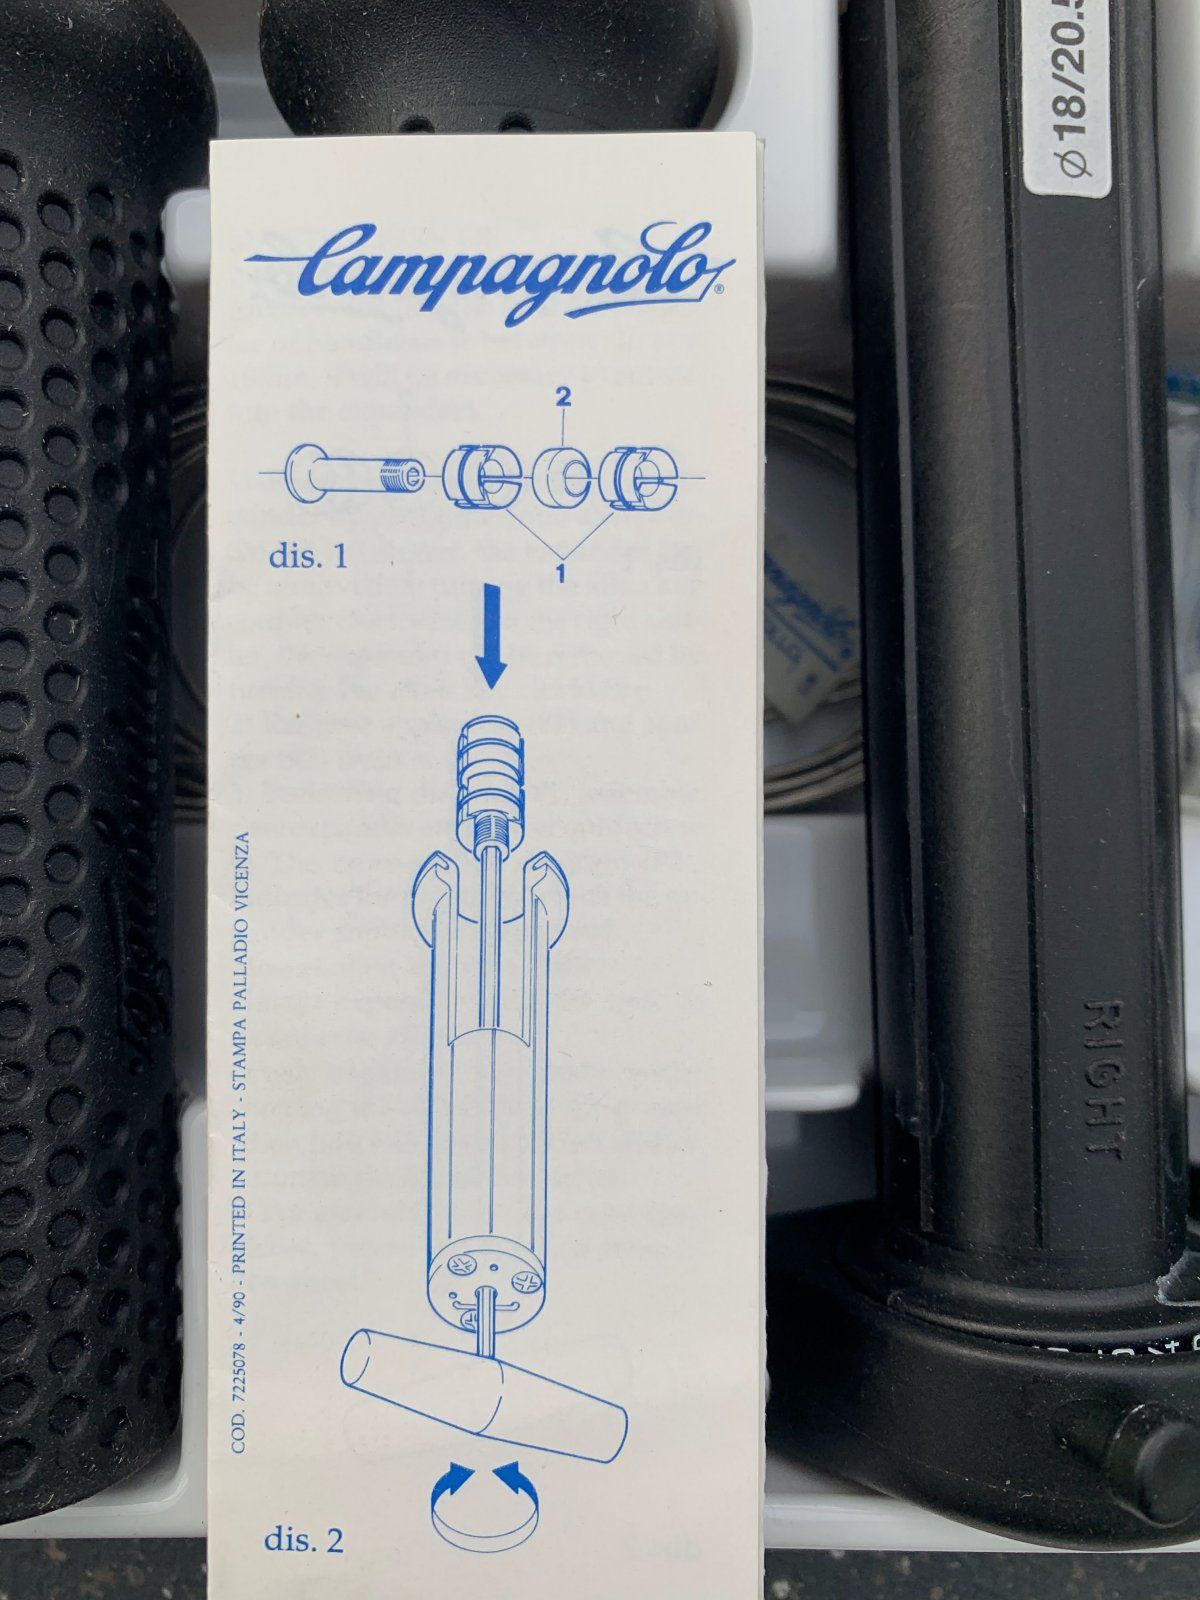 ⌀18/20.5
Campagnolo®
2
1
dis. 1
COD. 7225078 - 4/90 - PRINTED IN ITALY - STAMPA PALLADIO VICENZA
dis. 2
RIGHT